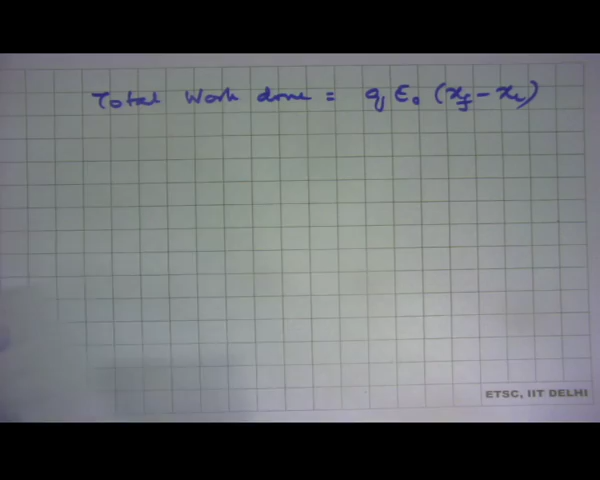 Total Work done = q E₀ (x_f - x_i)
ETSC, IIT DELHI